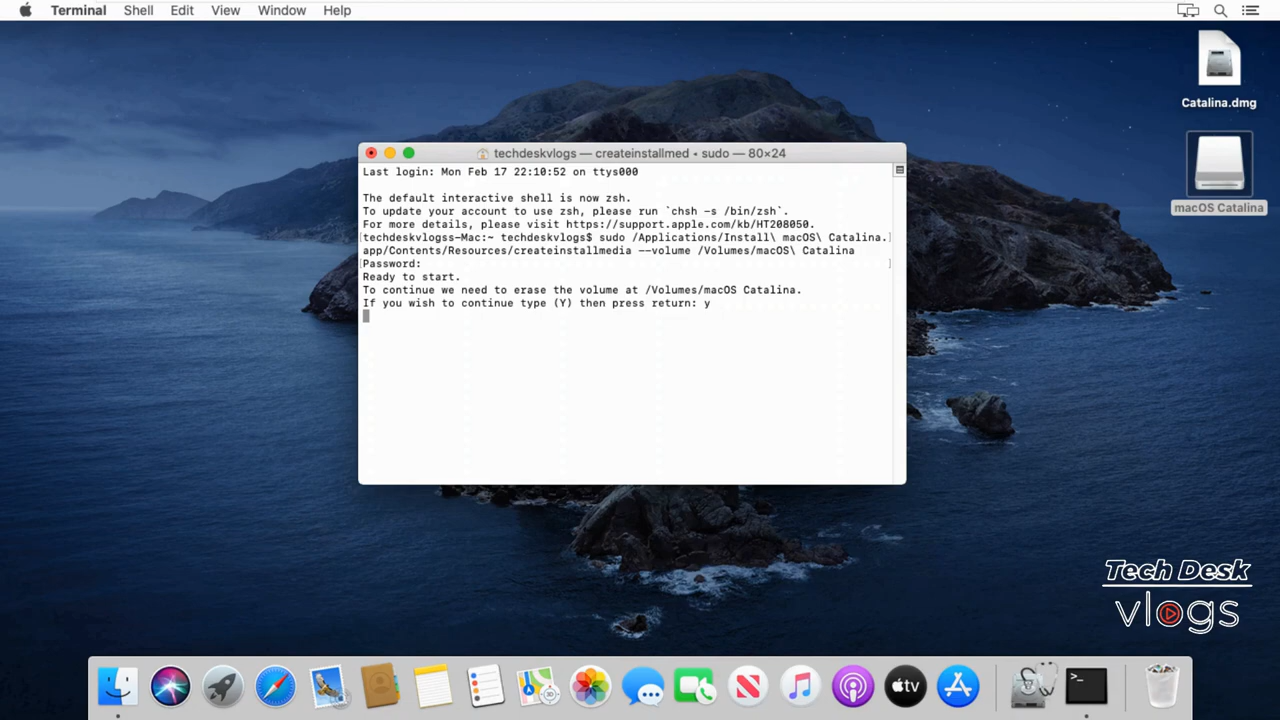 Terminal Shell Edit View Window Help
Catalina.dmg
macOS Catalina
techdeskvlogs — createinstallmed • sudo — 80×24
Last login: Mon Feb 17 22:10:52 on ttys000
The default interactive shell is now zsh.
To update your account to use zsh, please run `chsh -s /bin/zsh`.
For more details, please visit https://support.apple.com/kb/HT208050.
[techdeskvlogss-Mac:~ techdeskvlogs$ sudo /Applications/Install\ macOS\ Catalina.]
app/Contents/Resources/createinstallmedia --volume /Volumes/macOS\ Catalina
[Password: ]
Ready to start.
To continue we need to erase the volume at /Volumes/macOS Catalina.
If you wish to continue type (Y) then press return: y
Tech Desk
vlogs
30
tv
>_